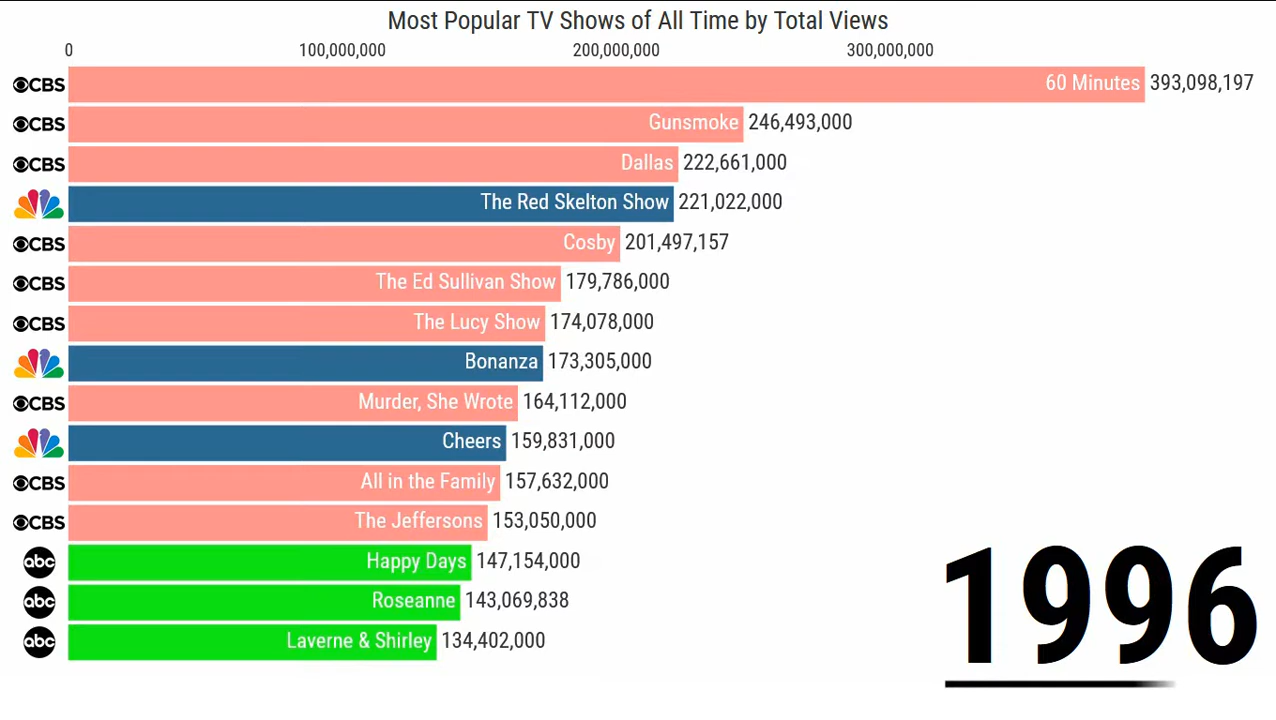 Most Popular TV Shows of All Time by Total Views
0 100,000,000 200,000,000 300,000,000
CBS 60 Minutes 393,098,197
CBS Gunsmoke 246,493,000
CBS Dallas 222,661,000
The Red Skelton Show 221,022,000
CBS Cosby 201,497,157
CBS The Ed Sullivan Show 179,786,000
CBS The Lucy Show 174,078,000
Bonanza 173,305,000
CBS Murder, She Wrote 164,112,000
Cheers 159,831,000
CBS All in the Family 157,632,000
CBS The Jeffersons 153,050,000
abc Happy Days 147,154,000
abc Roseanne 143,069,838
abc Laverne & Shirley 134,402,000
1996